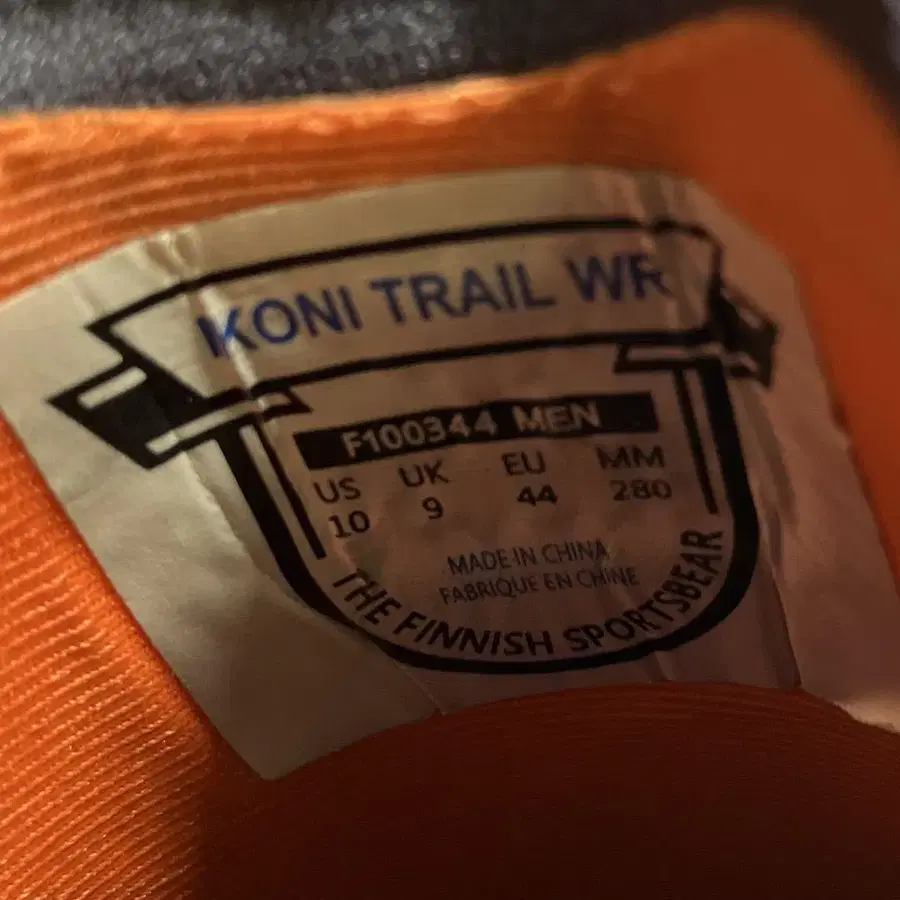 IKONI TRAIL WR
F100344 MEN
US UK EU MM
10 9 44 280
MADE IN CHINA
FABRIQUE EN CHINE
THE FINNISH SPORTSBEAR